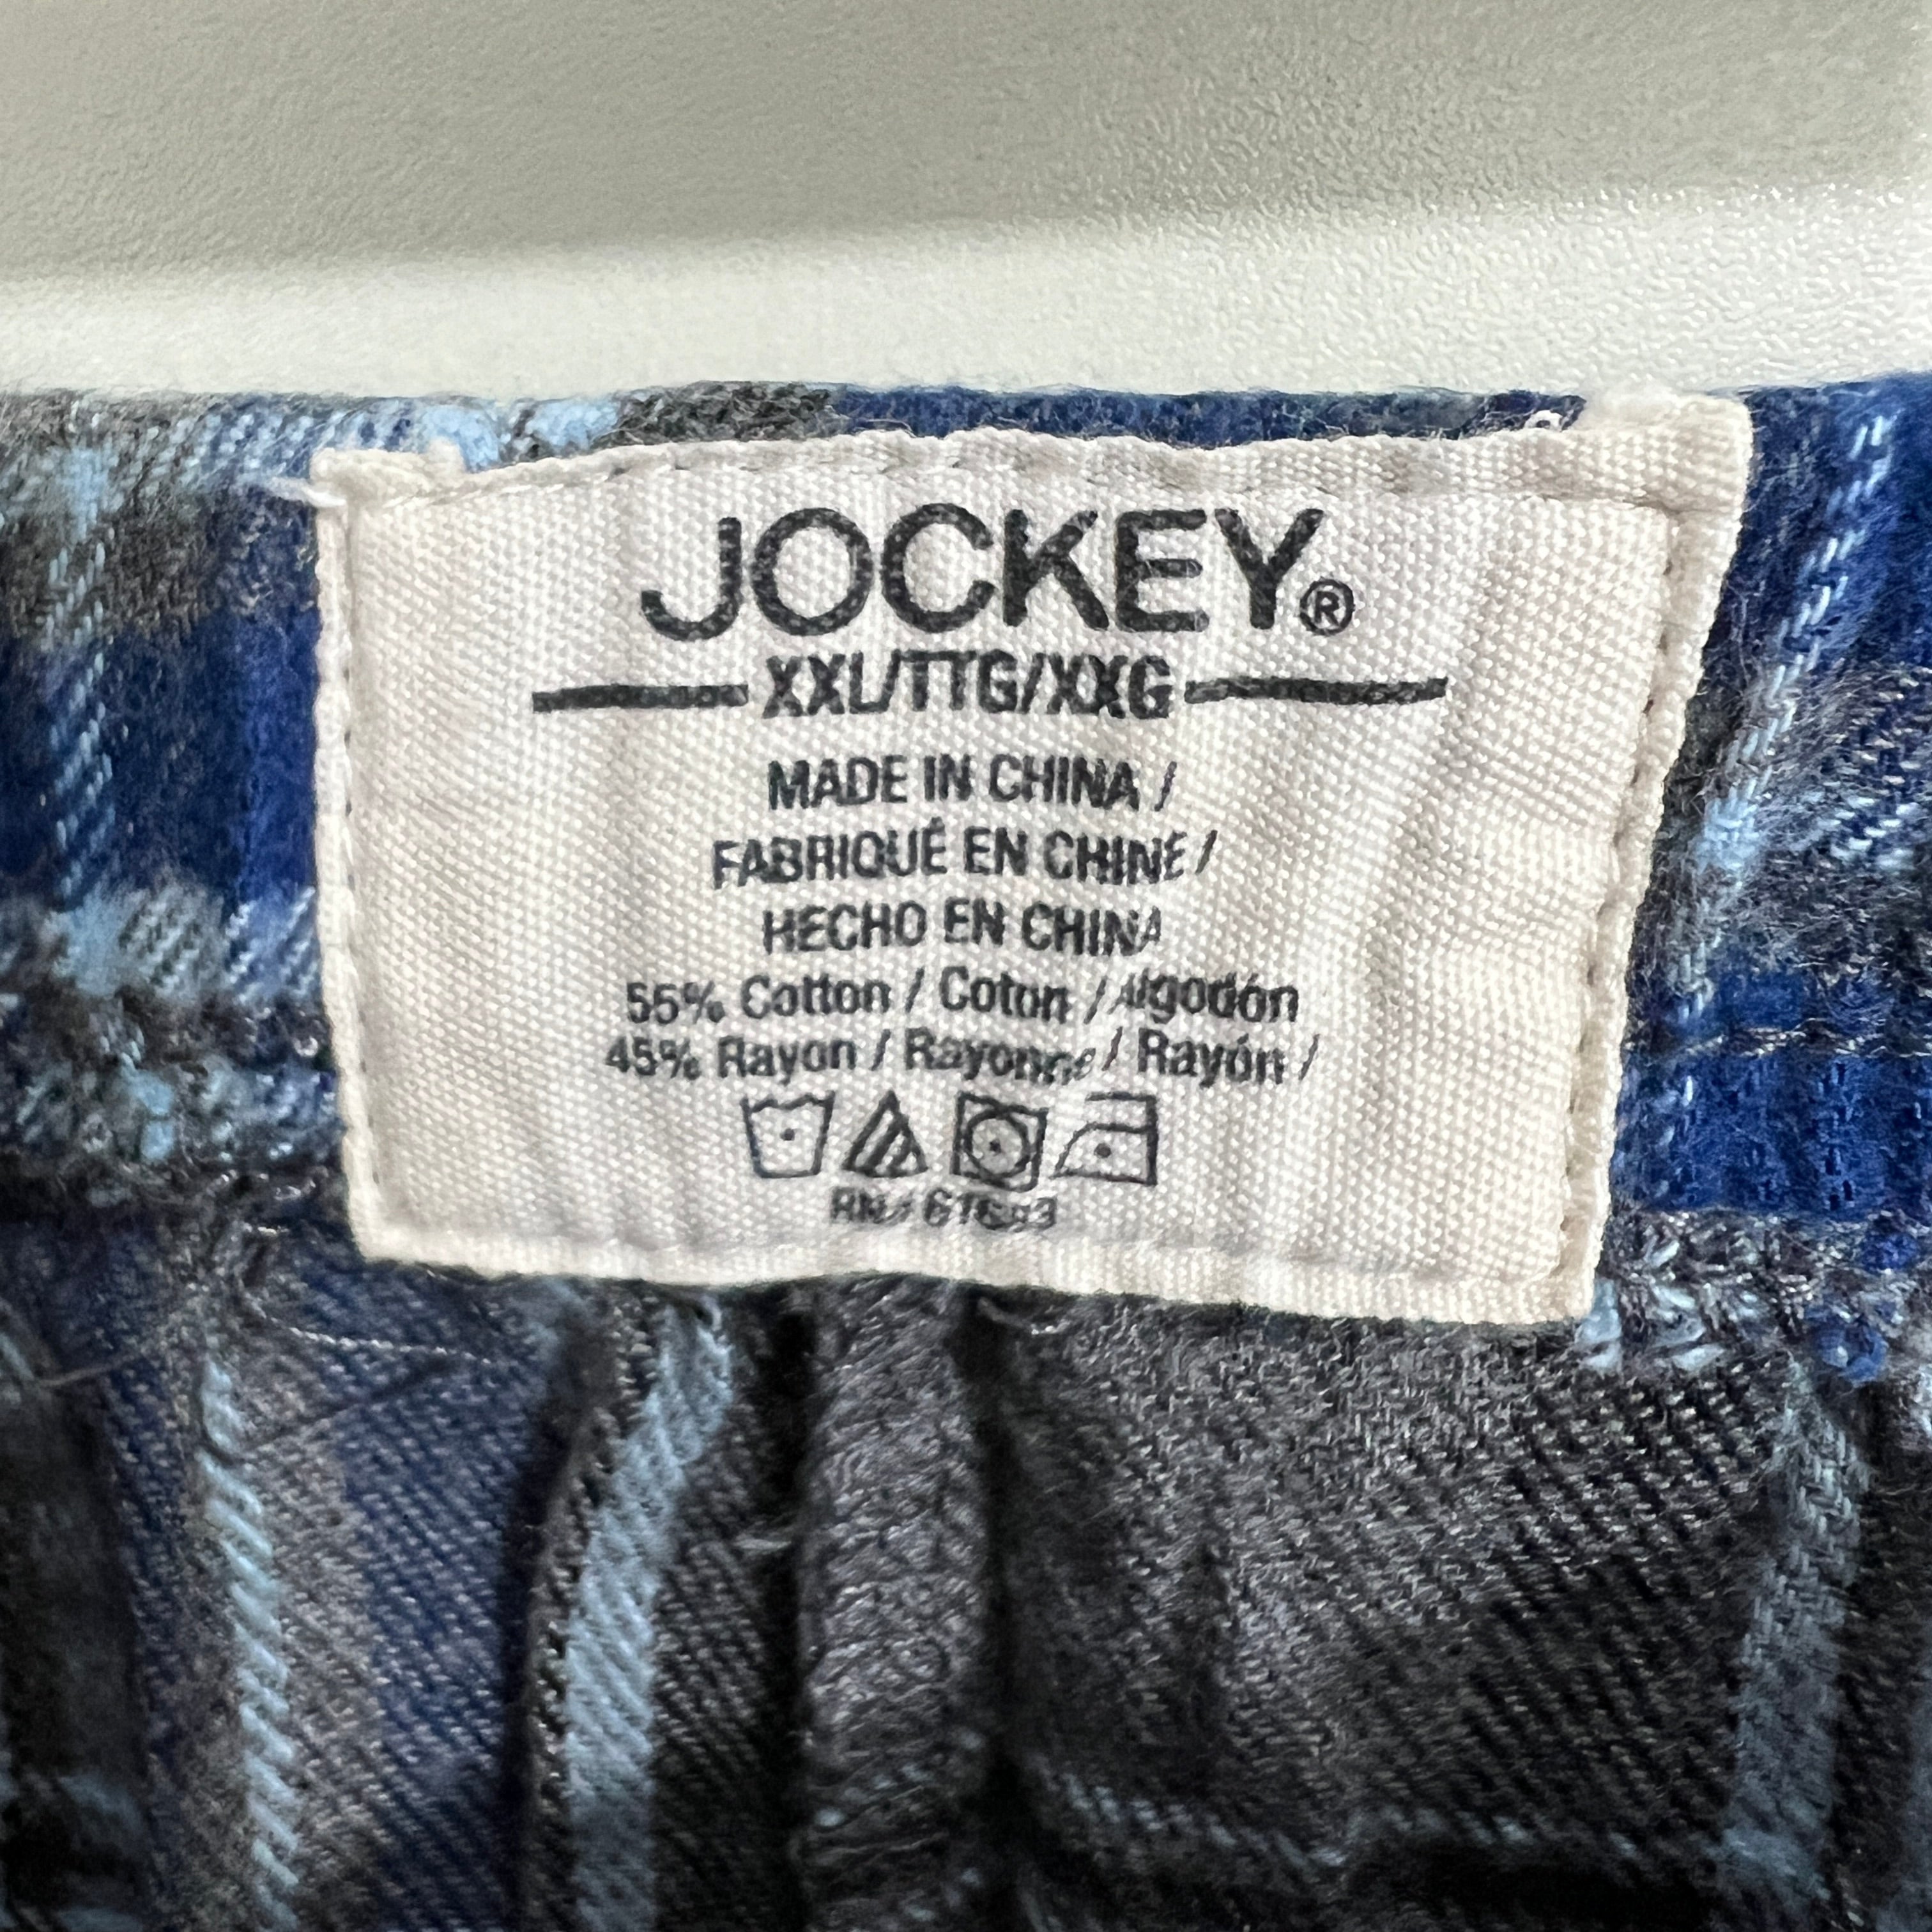 JOCKEY®
XXL/TTG/XXG
MADE IN CHINA /
FABRIQUÉ EN CHINE /
HECHO EN CHINA
55% Cotton / Coton / Algodón
45% Rayon / Rayonne / Rayón /
RN